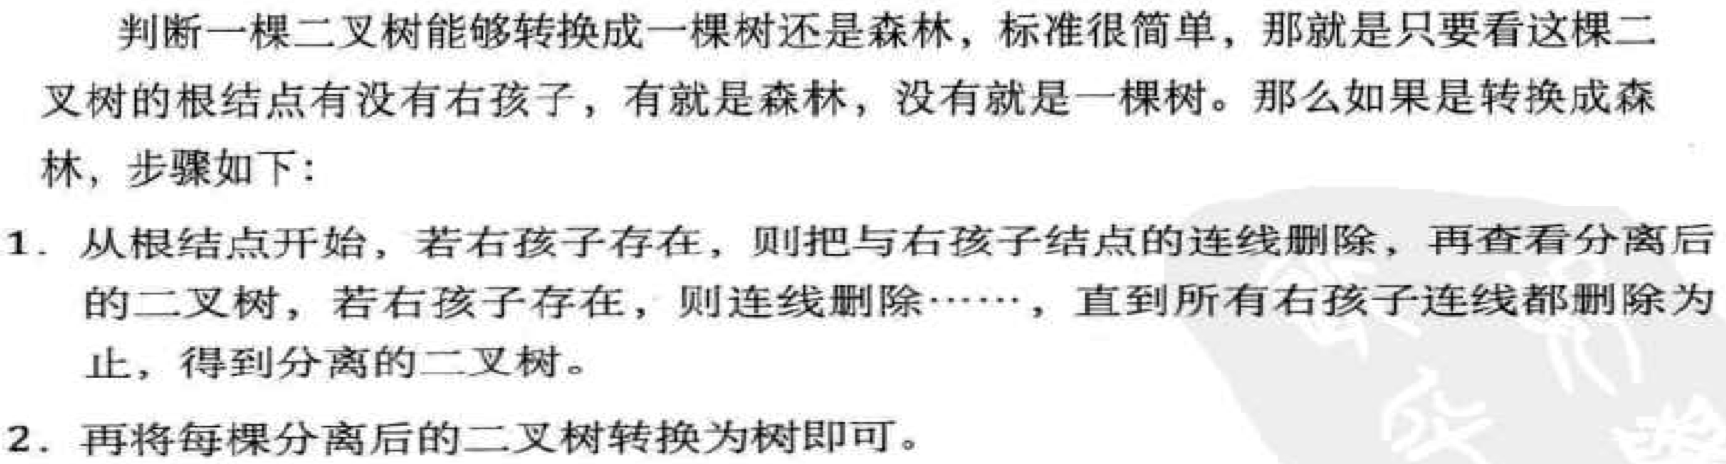 判断一棵二叉树能够转换成一棵树还是森林，标准很简单，那就是只要看这棵二
叉树的根结点有没有右孩子，有就是森林，没有就是一棵树。那么如果是转换成森
林，步骤如下：
1. 从根结点开始，若右孩子存在，则把与右孩子结点的连线删除，再查看分离后
的二叉树，若右孩子存在，则连线删除……，直到所有右孩子连线都删除为
止，得到分离的二叉树。
2. 再将每棵分离后的二叉树转换为树即可。